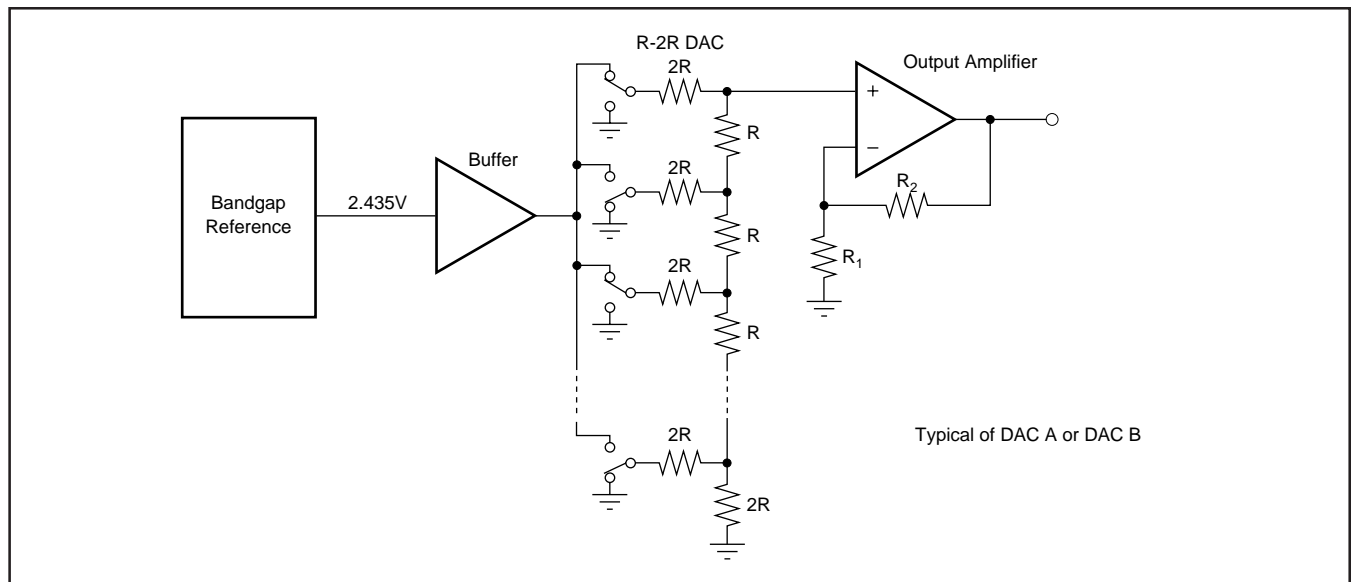 R-2R DAC
2R
Output Amplifier
+
–
R
Buffer
2R
R2
Bandgap
Reference
2.435V
R
R1
2R
R
2R
Typical of DAC A or DAC B
2R